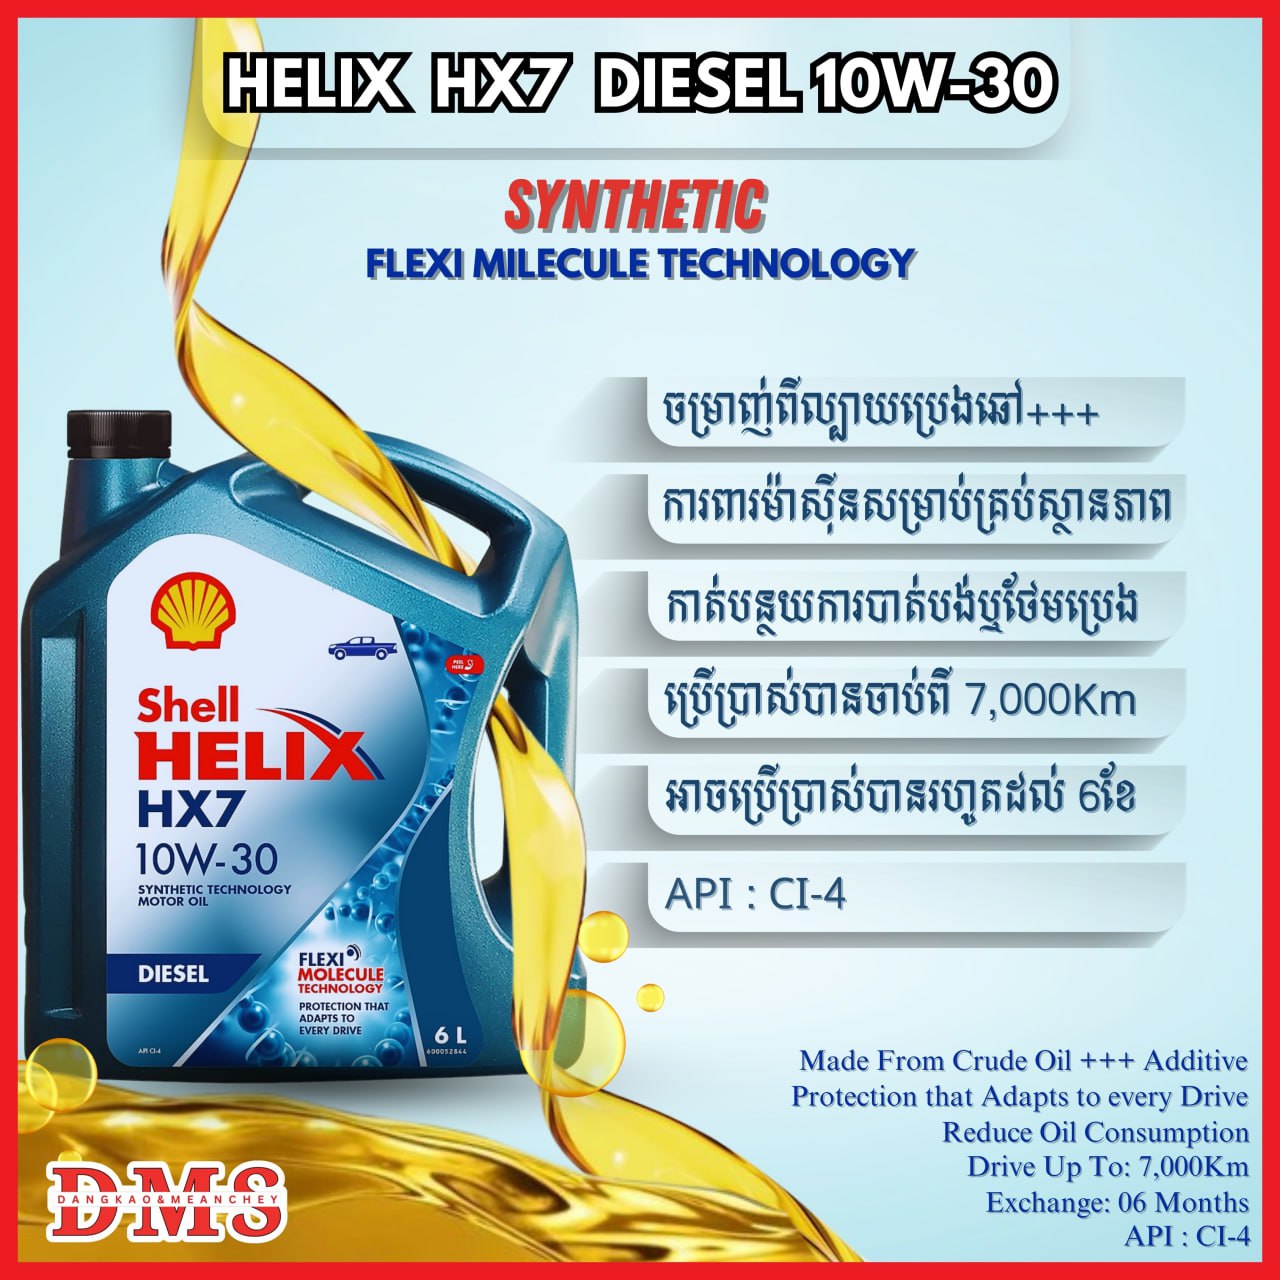 HELIX HX7 DIESEL 10W-30
SYNTHETIC
FLEXI MILECULE TECHNOLOGY
ចម្រាញ់ពីល្បាយប្រេងឆៅ+++
ការពារម៉ាស៊ីនសម្រាប់គ្រប់ស្ថានភាព
កាត់បន្ថយការបាត់បង់ឬថែមប្រេង
ប្រើប្រាស់បានចាប់ពី 7,000Km
អាចប្រើប្រាស់បានរហូតដល់ 6ខែ
API : CI-4
PEEL
HERE
Shell
HELIX
HX7
10W-30
SYNTHETIC TECHNOLOGY
MOTOR OIL
DIESEL
FLEXI
MOLECULE
TECHNOLOGY
PROTECTION THAT
ADAPTS TO
EVERY DRIVE
API CI-4
6 L
600052844
Made From Crude Oil +++ Additive
Protection that Adapts to every Drive
Reduce Oil Consumption
Drive Up To: 7,000Km
Exchange: 06 Months
API : CI-4
DMS
DANGKAO&MEANCHEY